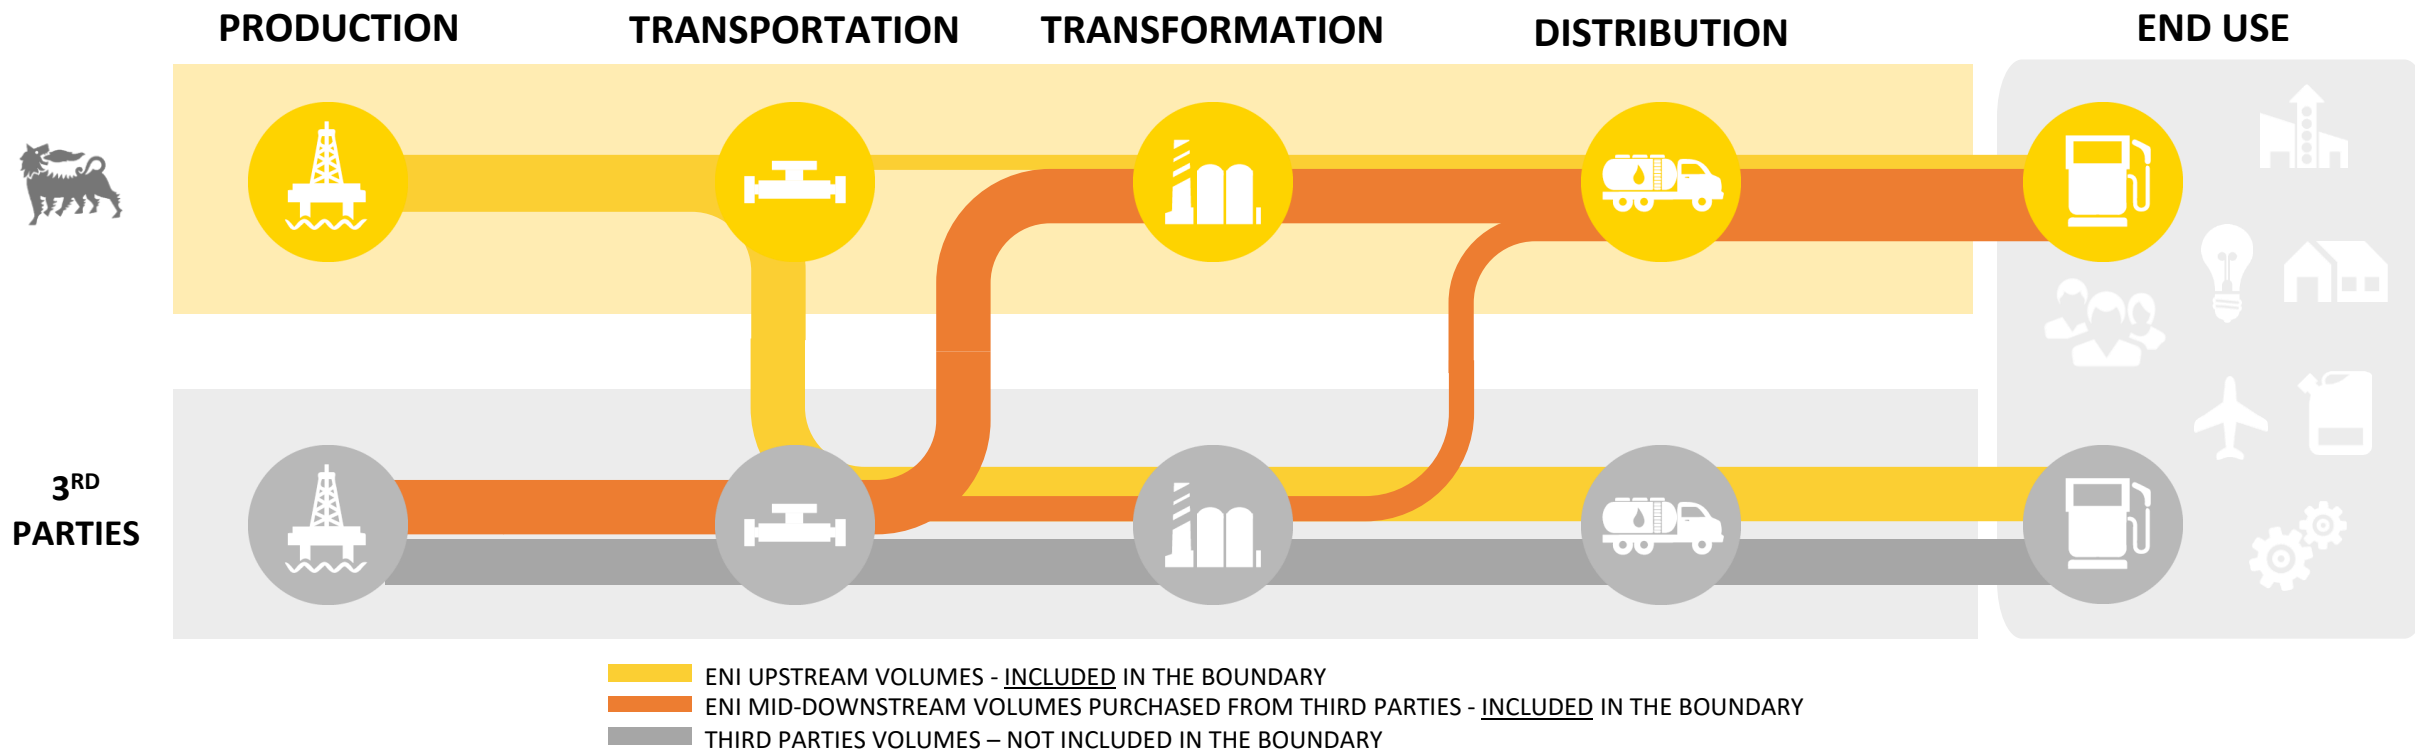 PRODUCTION
TRANSPORTATION
TRANSFORMATION
DISTRIBUTION
END USE
3RD
PARTIES
ENI UPSTREAM VOLUMES - INCLUDED IN THE BOUNDARY
ENI MID-DOWNSTREAM VOLUMES PURCHASED FROM THIRD PARTIES - INCLUDED IN THE BOUNDARY
THIRD PARTIES VOLUMES – NOT INCLUDED IN THE BOUNDARY